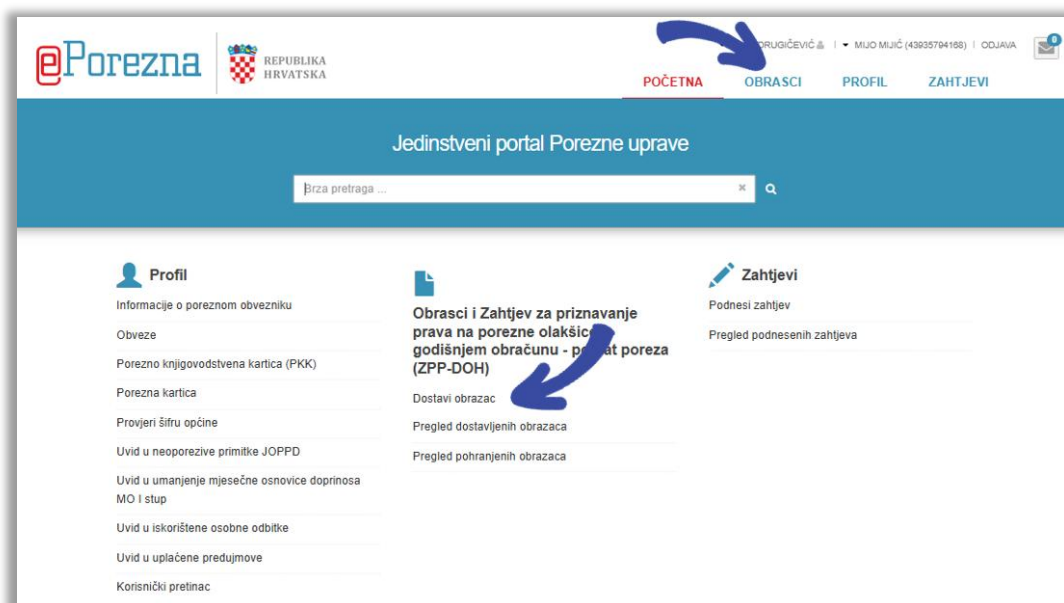 ePorezna
REPUBLIKA
HRVATSKA
DRUGIČEVIĆ | MIJO MIJIĆ (43935794168) | ODJAVA
0
POČETNA OBRASCI PROFIL ZAHTJEVI
Jedinstveni portal Porezne uprave
Brza pretraga ...
Profil
Informacije o poreznom obvezniku
Obveze
Porezno knjigovodstvena kartica (PKK)
Porezna kartica
Provjeri šifru općine
Uvid u neoporezive primitke JOPPD
Uvid u umanjenje mjesečne osnovice doprinosa
MO I stup
Uvid u iskorištene osobne odbitke
Uvid u uplaćene predujmove
Korisnički pretinac
Obrasci i Zahtjev za priznavanje
prava na porezne olakšice
godišnjem obračunu - poreza
(ZPP-DOH)
Dostavi obrazac
Pregled dostavljenih obrazaca
Pregled pohranjenih obrazaca
Zahtjevi
Podnesi zahtjev
Pregled podnesenih zahtjeva